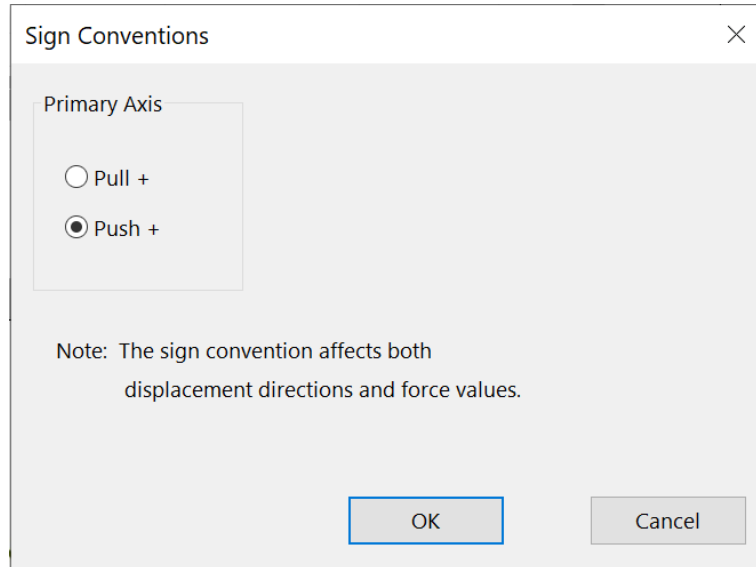 Sign Conventions
Primary Axis
Pull +
Push +
Note: The sign convention affects both
displacement directions and force values.
OK
Cancel